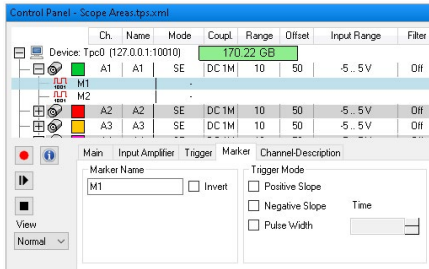 Control Panel - Scope Areas.tps.xml
Ch. Name Mode Coupl. Range Offset Input Range Filter
Device: Tpc0 (127.0.0.1:10010) 170.22 GB
A1 A1 SE DC 1M 10 50 -5 .. 5 V Off
1001 M1
1001 M2
A2 A2 SE DC 1M 10 50 -5 .. 5 V Off
A3 A3 SE DC 1M 10 50 -5 .. 5 V Off
Main Input Amplifier Trigger Marker Channel-Description
Marker Name
M1 Invert
Trigger Mode
Positive Slope
Negative Slope Time
Pulse Width
View
Normal